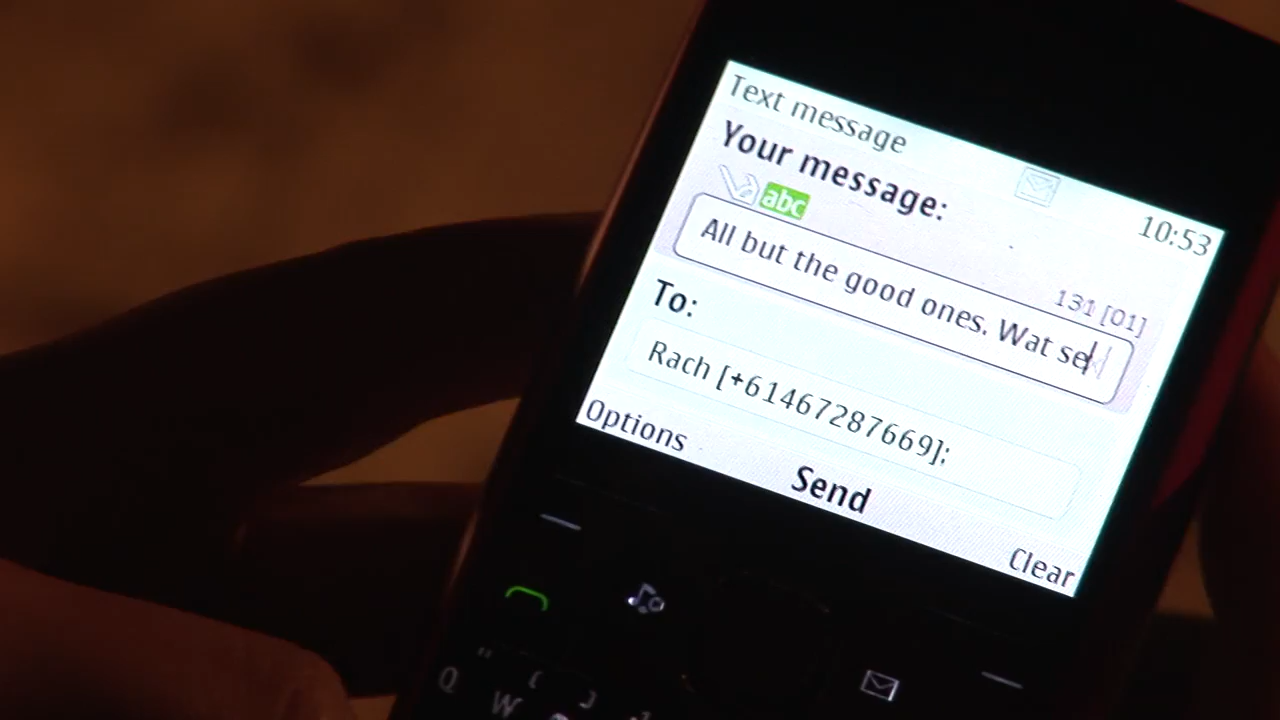 Text message
Your message:
abc
10:53
131 [01]
All but the good ones. Wat se
To:
Rach [+61467287669];
Options
Send
Clear
Q
W